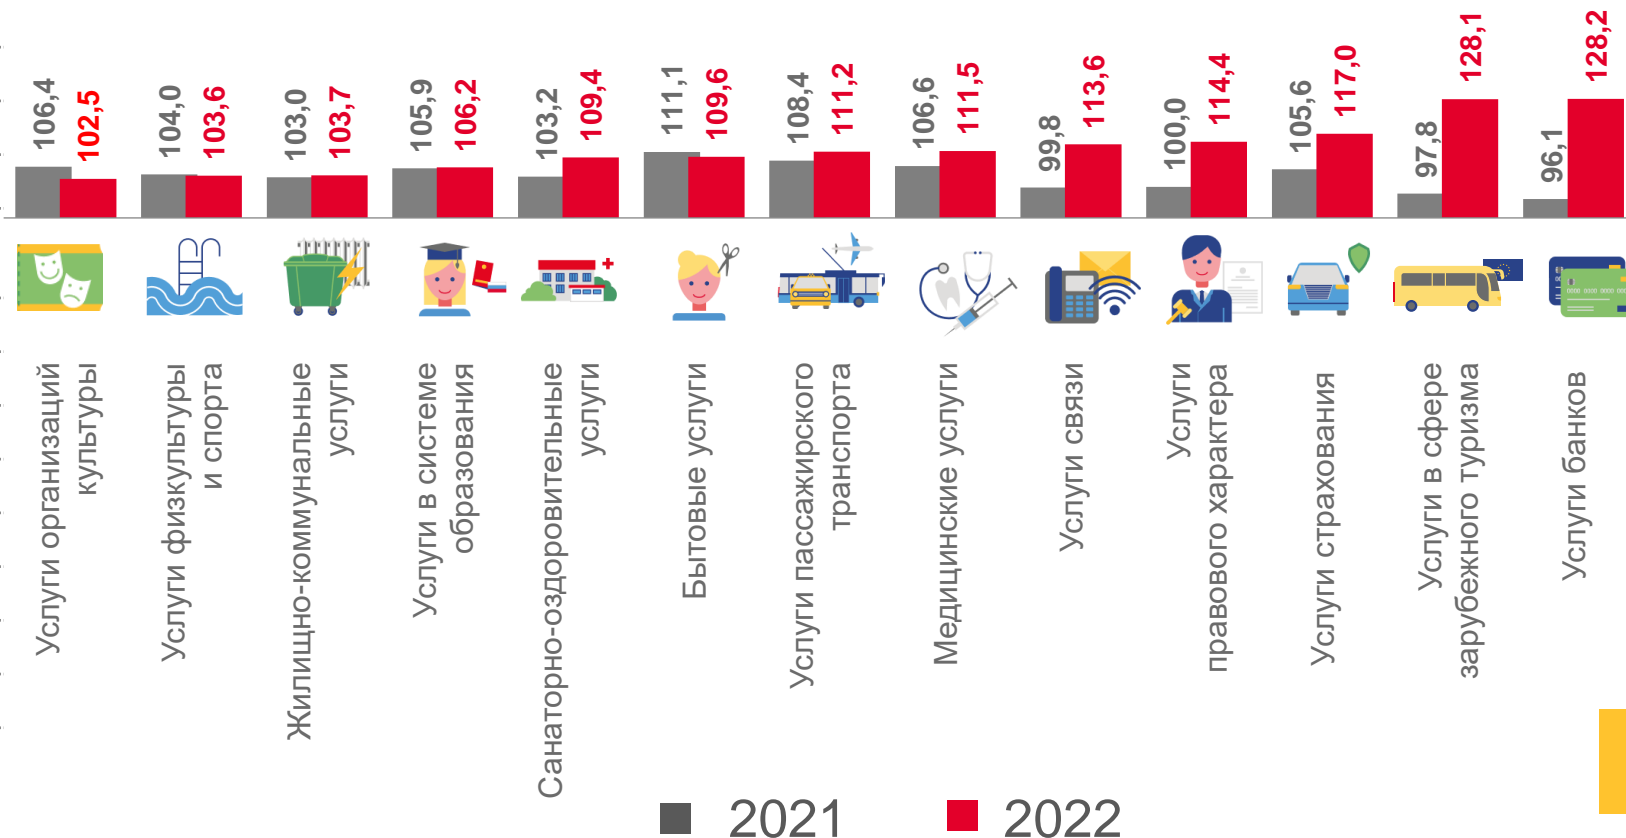 106,4
102,5
104,0
103,6
103,0
103,7
105,9
106,2
103,2
109,4
111,1
109,6
108,4
111,2
106,6
111,5
99,8
113,6
100,0
114,4
105,6
117,0
97,8
128,1
96,1
128,2
Услуги организаций
культуры
Услуги физкультуры
и спорта
Жилищно-коммунальные
услуги
Услуги в системе
образования
Санаторно-оздоровительные
услуги
Бытовые услуги
Услуги пассажирского
транспорта
Медицинские услуги
Услуги связи
Услуги
правового характера
Услуги страхования
Услуги в сфере
зарубежного туризма
Услуги банков
2021
2022